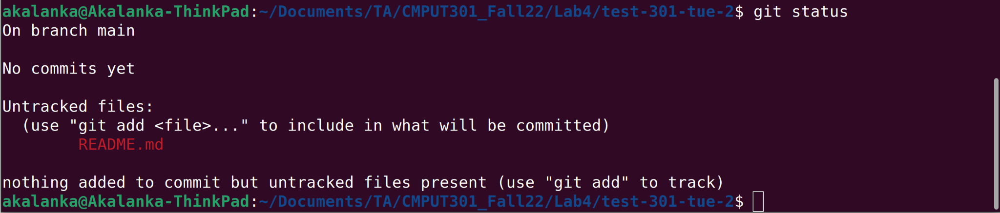 akalanka@Akalanka-ThinkPad:~/Documents/TA/CMPUT301_Fall22/Lab4/test-301-tue-2$ git status
On branch main
No commits yet
Untracked files:
(use "git add <file>..." to include in what will be committed)
README.md
nothing added to commit but untracked files present (use "git add" to track)
akalanka@Akalanka-ThinkPad:~/Documents/TA/CMPUT301_Fall22/Lab4/test-301-tue-2$